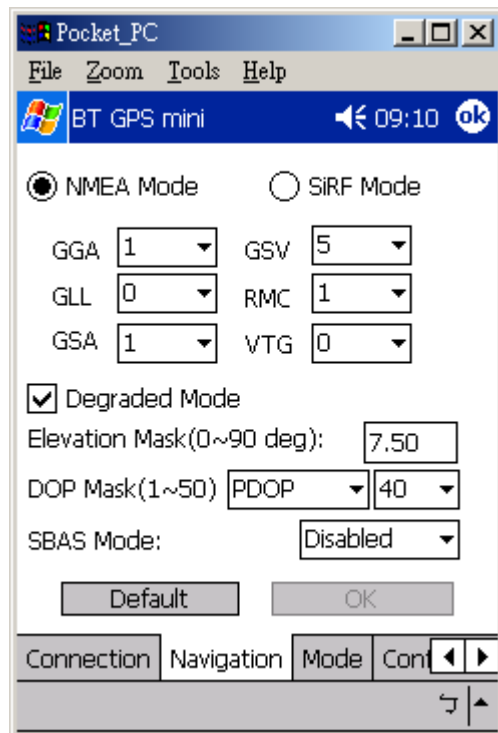 Pocket_PC
File Zoom Tools Help
BT GPS mini 09:10 ok
NMEA Mode SiRF Mode
GGA 1 GSV 5
GLL 0 RMC 1
GSA 1 VTG 0
Degraded Mode
Elevation Mask(0~90 deg): 7.50
DOP Mask(1~50) PDOP 40
SBAS Mode: Disabled
Default OK
Connection Navigation Mode Conf